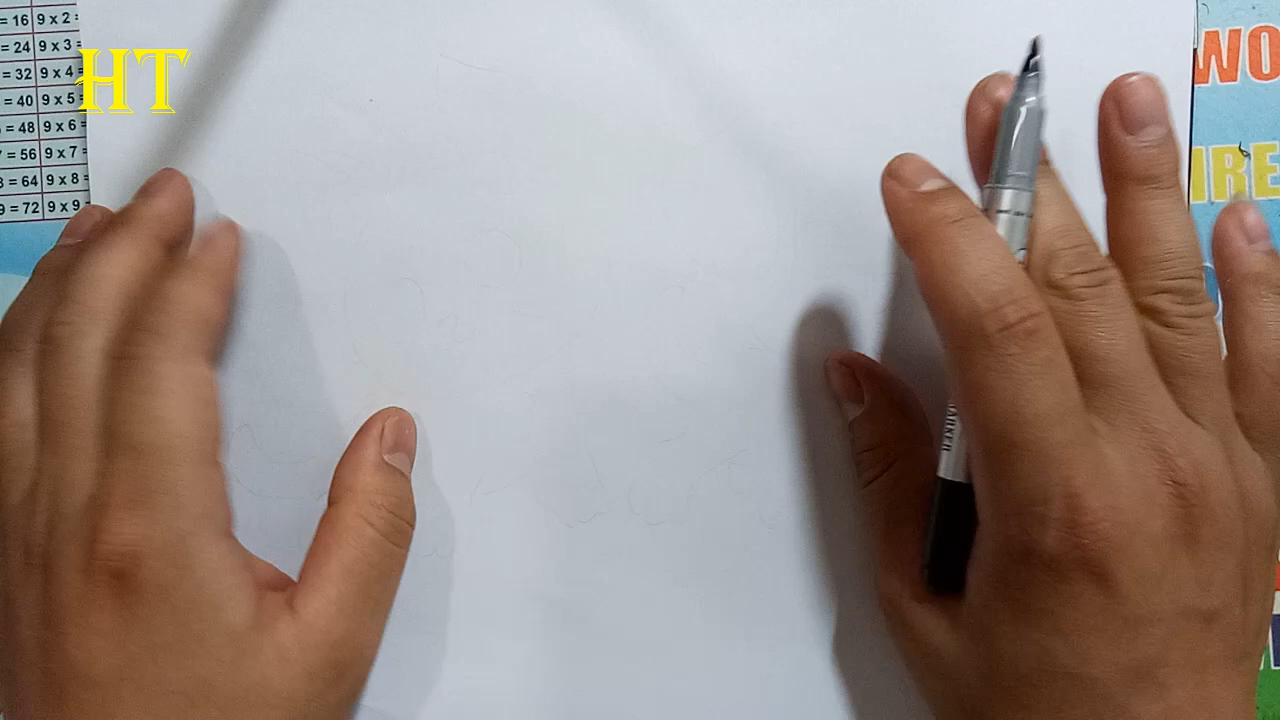 = 16 9 x 2 =
= 24 9 x 3 =
= 32 9 x 4 =
= 40 9 x 5 =
= 48 9 x 6 =
= 56 9 x 7 =
= 64 9 x 8 =
= 72 9 x 9 =
HT
WO
IRE
ARKER